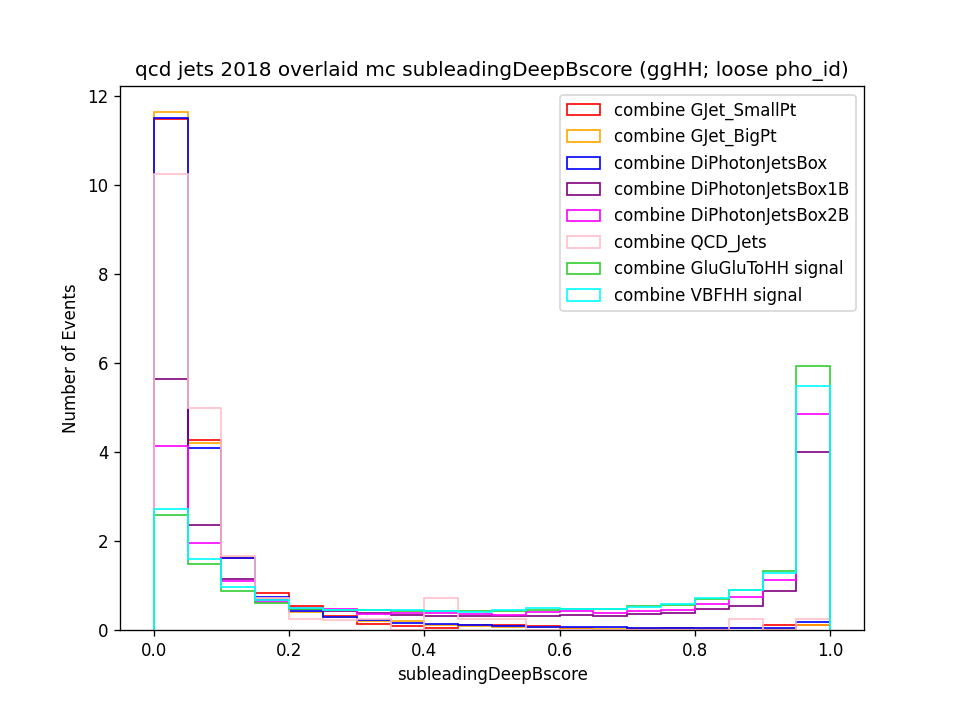 qcd jets 2018 overlaid mc subleadingDeepBscore (ggHH; loose pho_id)
combine GJet_SmallPt
combine GJet_BigPt
combine DiPhotonJetsBox
combine DiPhotonJetsBox1B
combine DiPhotonJetsBox2B
combine QCD_Jets
combine GluGluToHH signal
combine VBFHH signal
Number of Events
12
10
8
6
4
2
0
0.0 0.2 0.4 0.6 0.8 1.0
subleadingDeepBscore